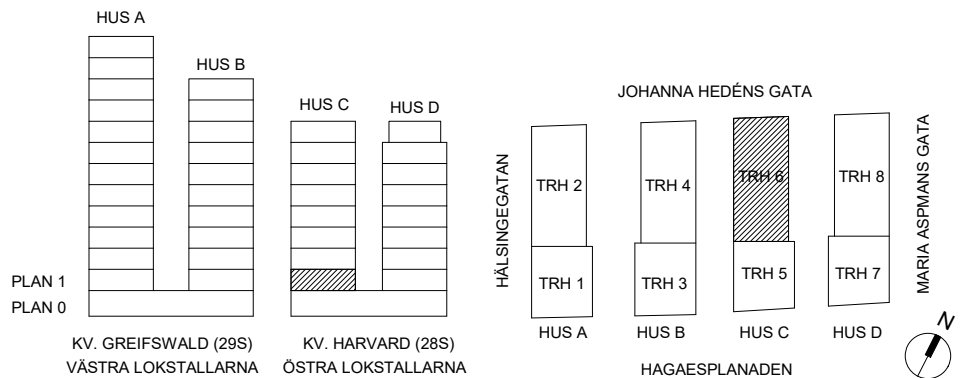 HUS A
HUS B
HUS C
HUS D
PLAN 1
PLAN 0
KV. GREIFSWALD (29S)
VÄSTRA LOKSTALLARNA
KV. HARVARD (28S)
ÖSTRA LOKSTALLARNA
JOHANNA HEDÉNS GATA
HÄLSINGEGATAN
TRH 2
TRH 4
TRH 6
TRH 8
MARIA ASPMANS GATA
TRH 1
TRH 3
TRH 5
TRH 7
HUS A
HUS B
HUS C
HUS D
HAGAESPLANADEN
N